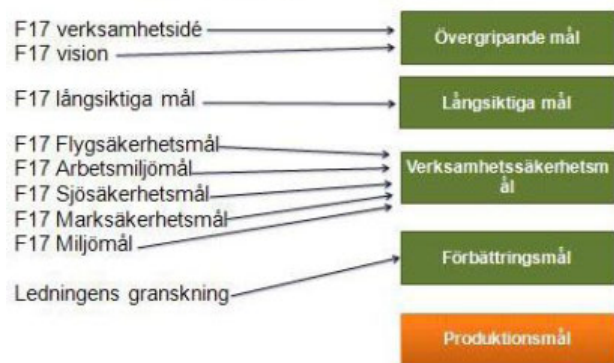 F17 verksamhetsidé
F17 vision
F17 långsiktiga mål
F17 Flygsäkerhetsmål
F17 Arbetsmiljömål
F17 Sjösäkerhetsmål
F17 Marksäkerhetsmål
F17 Miljömål
Ledningens granskning
Övergripande mål
Långsiktiga mål
Verksamhetssäkerhetsm
ål
Förbättringsmål
Produktionsmål